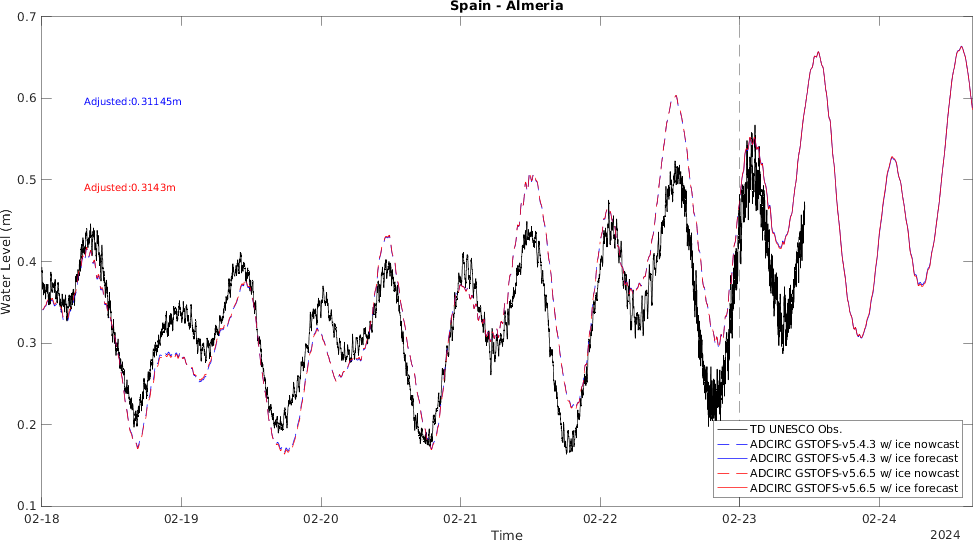 Spain - Almeria
0.7
0.6
0.5
0.4
0.3
0.2
0.1
Water Level (m)
Adjusted:0.31145m
Adjusted:0.3143m
TD UNESCO Obs.
ADCIRC GSTOFS-v5.4.3 w/ ice nowcast
ADCIRC GSTOFS-v5.4.3 w/ ice forecast
ADCIRC GSTOFS-v5.6.5 w/ ice nowcast
ADCIRC GSTOFS-v5.6.5 w/ ice forecast
02-18 02-19 02-20 02-21 02-22 02-23 02-24
Time
2024